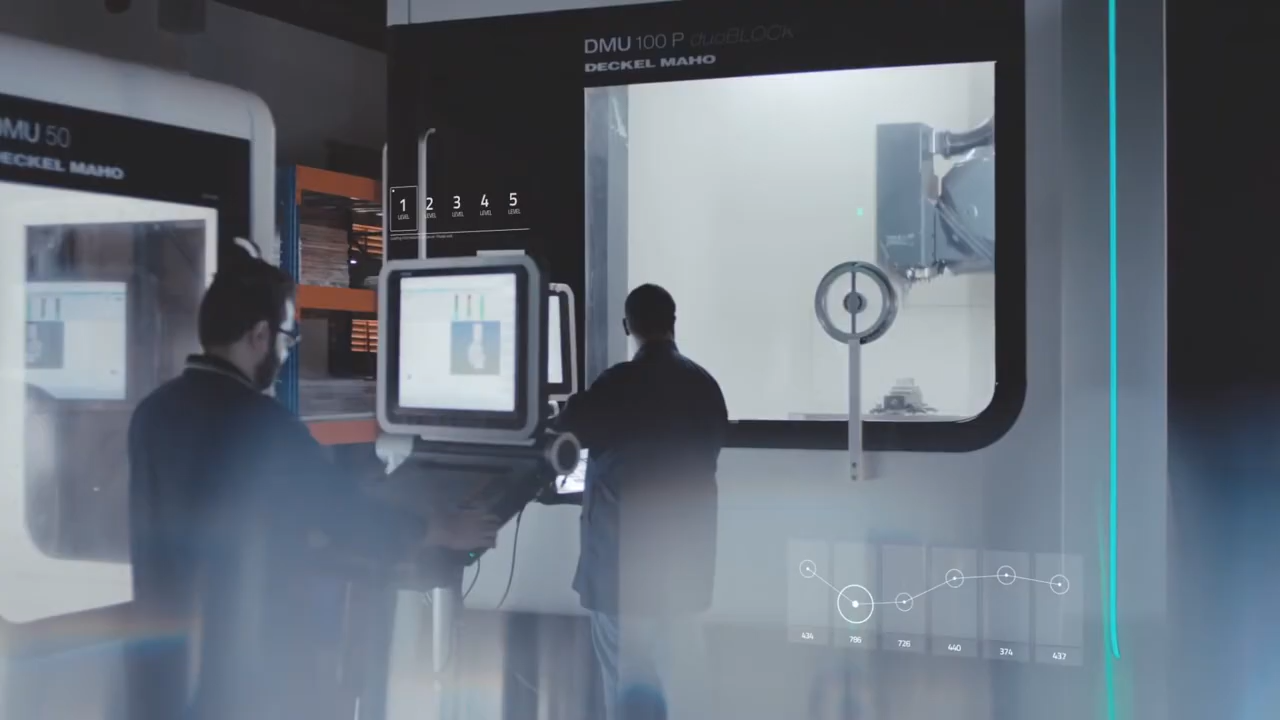 DMU 100 P duoBLOCK
DECKEL MAHO
DMU 50
DECKEL MAHO
1 2 3 4 5
LEVEL LEVEL LEVEL LEVEL LEVEL
434 786 726 440 374 437